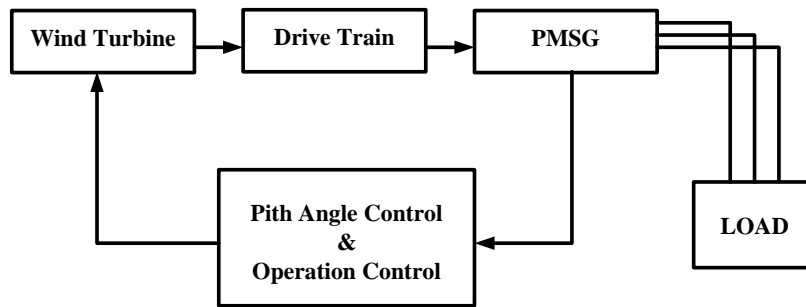 Wind Turbine
Drive Train
PMSG
Pith Angle Control
&
Operation Control
LOAD